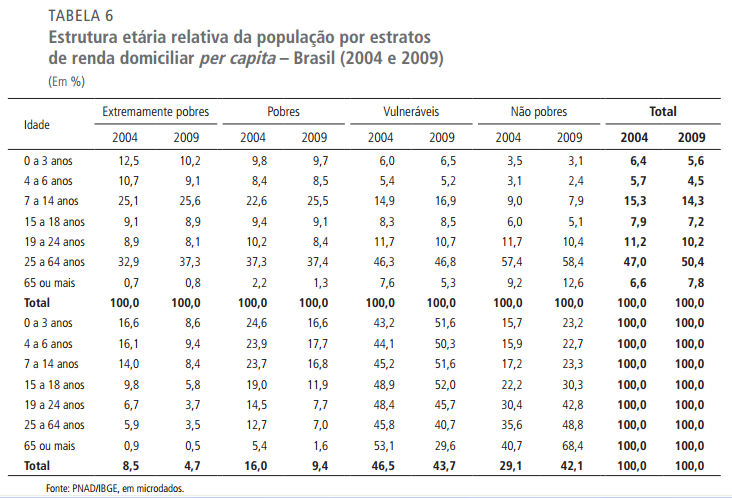 TABELA 6
Estrutura etária relativa da população por estratos
de renda domiciliar per capita – Brasil (2004 e 2009)
(Em %)
Idade Extremamente pobres Pobres Vulneráveis Não pobres Total
2004 2009 2004 2009 2004 2009 2004 2009 2004 2009
0 a 3 anos 12,5 10,2 9,8 9,7 6,0 6,5 3,5 3,1 6,4 5,6
4 a 6 anos 10,7 9,1 8,4 8,5 5,4 5,2 3,1 2,4 5,7 4,5
7 a 14 anos 25,1 25,6 22,6 25,5 14,9 16,9 9,0 7,9 15,3 14,3
15 a 18 anos 9,1 8,9 9,4 9,1 8,3 8,5 6,0 5,1 7,9 7,2
19 a 24 anos 8,9 8,1 10,2 8,4 11,7 10,7 11,7 10,4 11,2 10,2
25 a 64 anos 32,9 37,3 37,3 37,4 46,3 46,8 57,4 58,4 47,0 50,4
65 ou mais 0,7 0,8 2,2 1,3 7,6 5,3 9,2 12,6 6,6 7,8
Total 100,0 100,0 100,0 100,0 100,0 100,0 100,0 100,0 100,0 100,0
0 a 3 anos 16,6 8,6 24,6 16,6 43,2 51,6 15,7 23,2 100,0 100,0
4 a 6 anos 16,1 9,4 23,9 17,7 44,1 50,3 15,9 22,7 100,0 100,0
7 a 14 anos 14,0 8,4 23,7 16,8 45,2 51,6 17,2 23,3 100,0 100,0
15 a 18 anos 9,8 5,8 19,0 11,9 48,9 52,0 22,2 30,3 100,0 100,0
19 a 24 anos 6,7 3,7 14,5 7,7 48,4 45,7 30,4 42,8 100,0 100,0
25 a 64 anos 5,9 3,5 12,7 7,0 45,8 40,7 35,6 48,8 100,0 100,0
65 ou mais 0,9 0,5 5,4 1,6 53,1 29,6 40,7 68,4 100,0 100,0
Total 8,5 4,7 16,0 9,4 46,5 43,7 29,1 42,1 100,0 100,0
Fonte: PNAD/IBGE, em microdados.